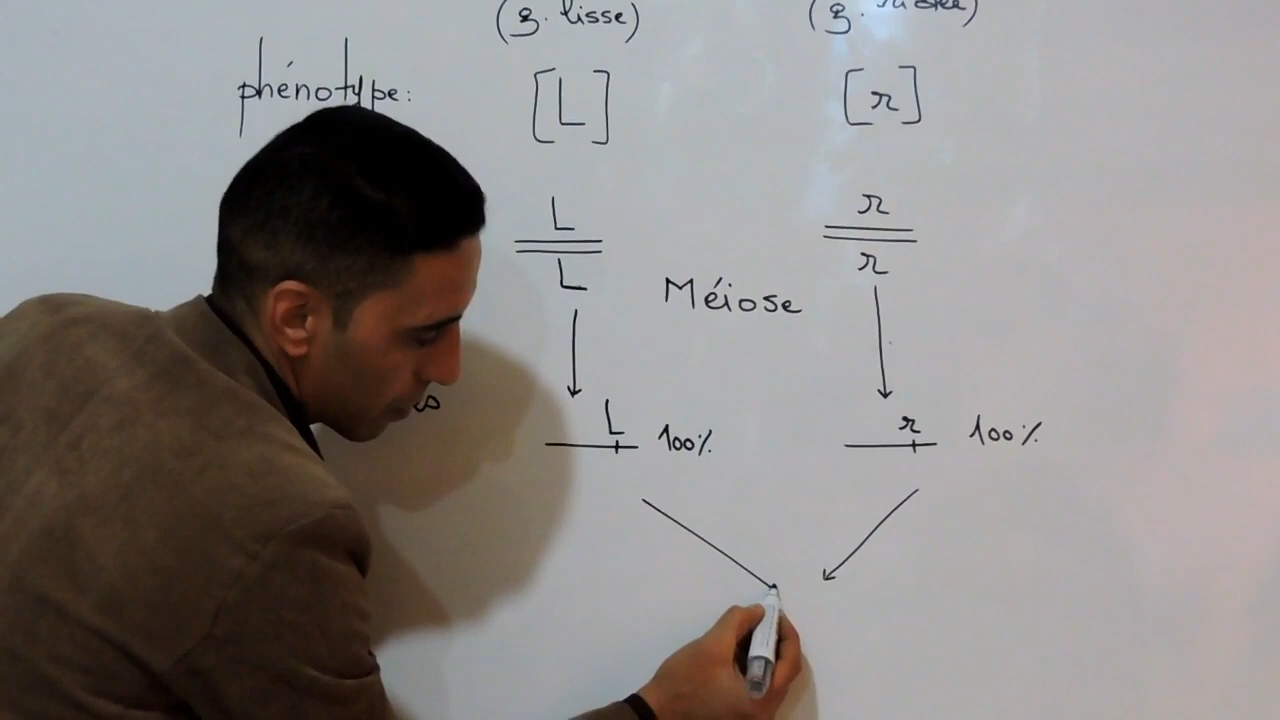 (g. lisse) (g.
phénotype: [L] [r]
L r
L r
Méiose
L 100% r 100%